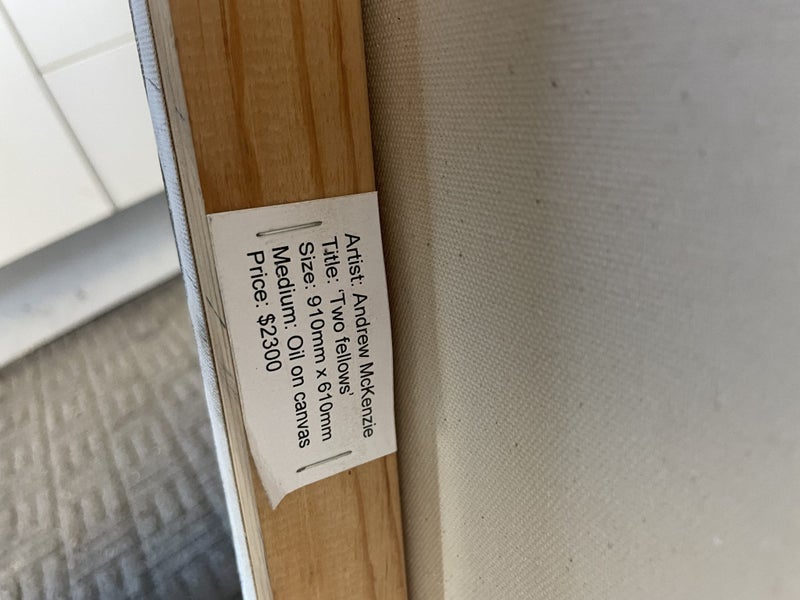 Artist: Andrew McKenzie
Title: 'Two fellows'
Size: 910mm x 610mm
Medium: Oil on canvas
Price: $2300